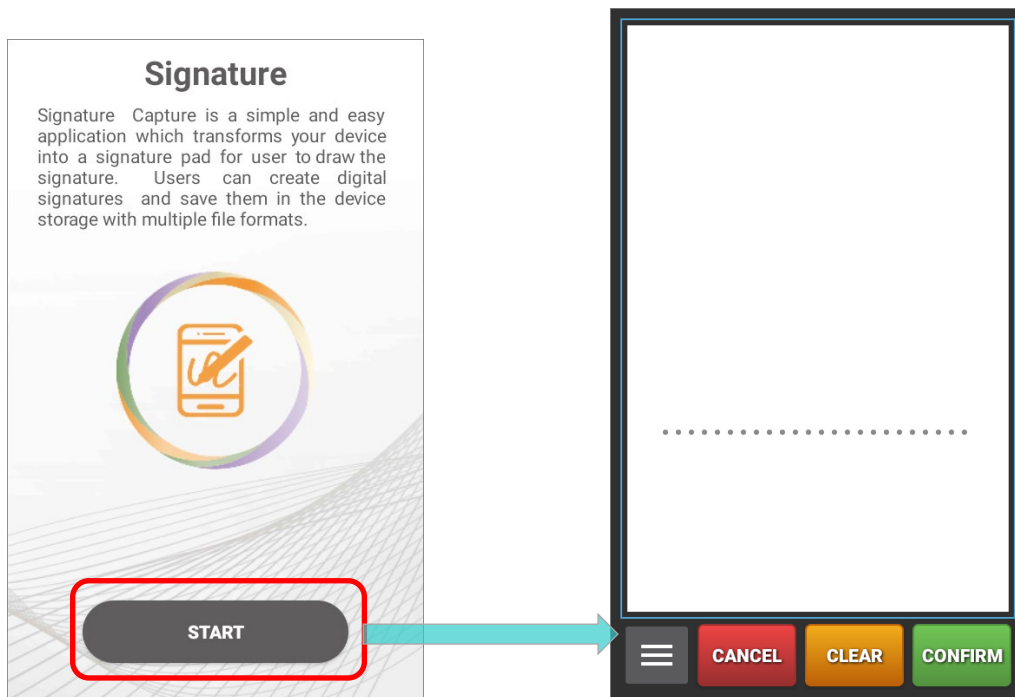 Signature
Signature Capture is a simple and easy
application which transforms your device
into a signature pad for user to draw the
signature. Users can create digital
signatures and save them in the device
storage with multiple file formats.
START
CANCEL CLEAR CONFIRM